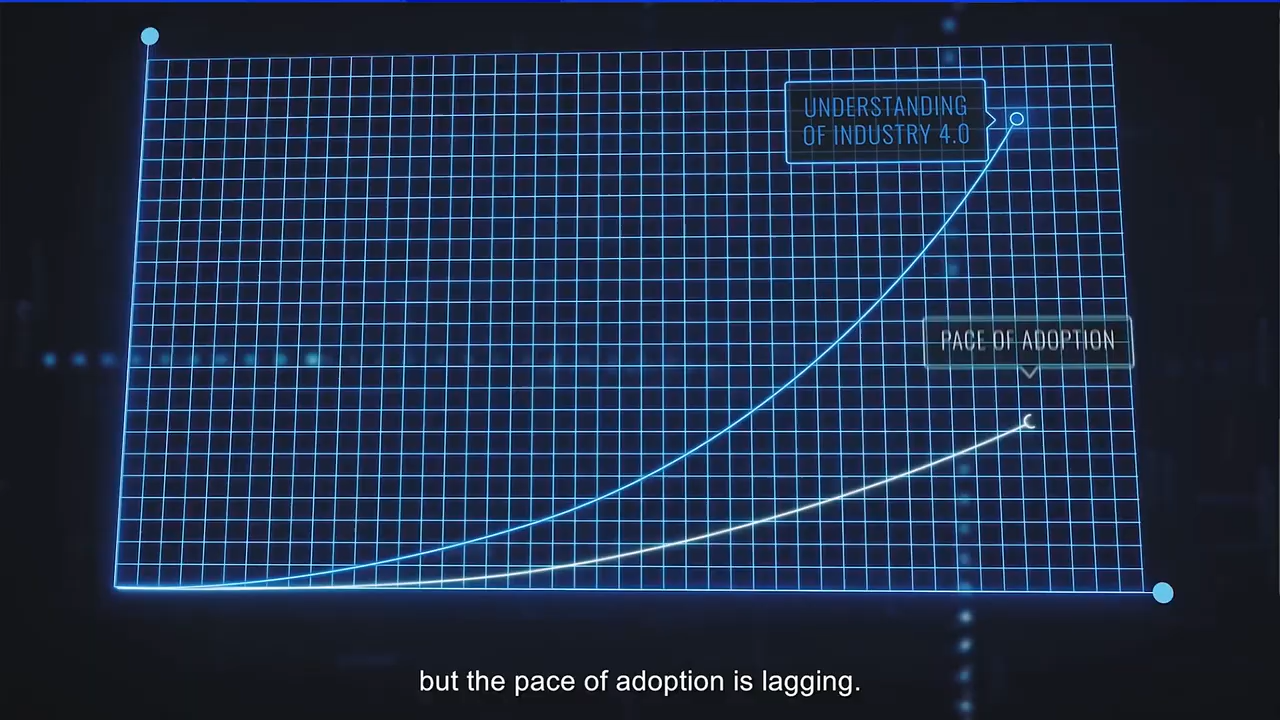 UNDERSTANDING
OF INDUSTRY 4.0
PACE OF ADOPTION
but the pace of adoption is lagging.